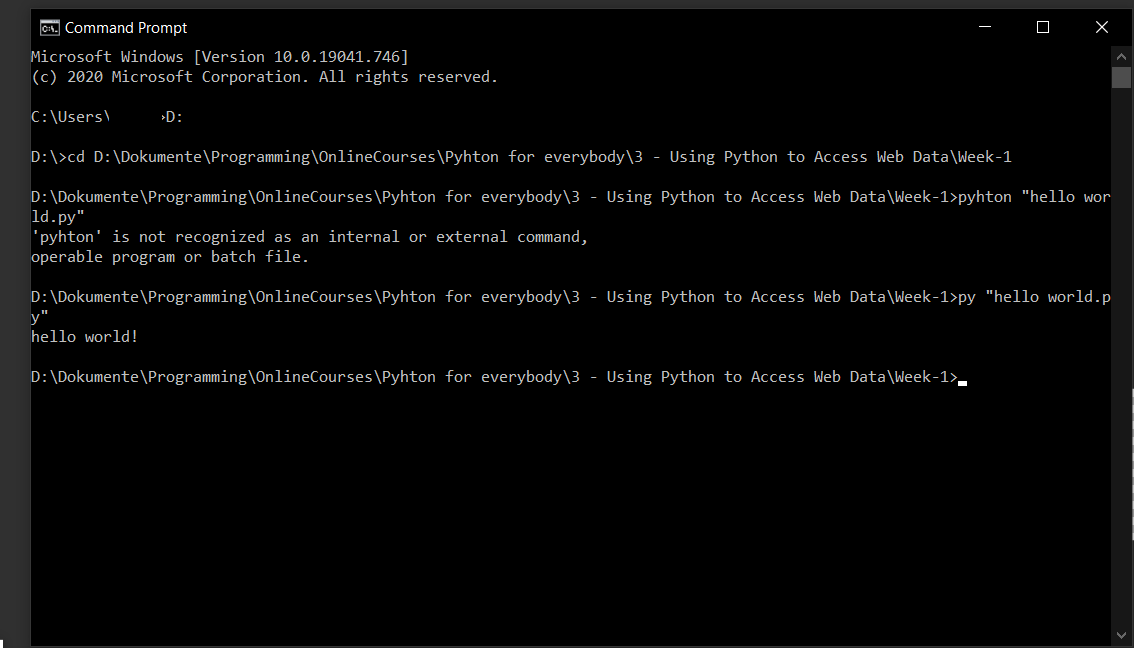 Command Prompt
Microsoft Windows [Version 10.0.19041.746]
(c) 2020 Microsoft Corporation. All rights reserved.
C:\Users\ >D:
D:\>cd D:\Dokumente\Programming\OnlineCourses\Pyhton for everybody\3 - Using Python to Access Web Data\Week-1
D:\Dokumente\Programming\OnlineCourses\Pyhton for everybody\3 - Using Python to Access Web Data\Week-1>pyhton "hello wor
ld.py"
'pyhton' is not recognized as an internal or external command,
operable program or batch file.
D:\Dokumente\Programming\OnlineCourses\Pyhton for everybody\3 - Using Python to Access Web Data\Week-1>py "hello world.p
y"
hello world!
D:\Dokumente\Programming\OnlineCourses\Pyhton for everybody\3 - Using Python to Access Web Data\Week-1>